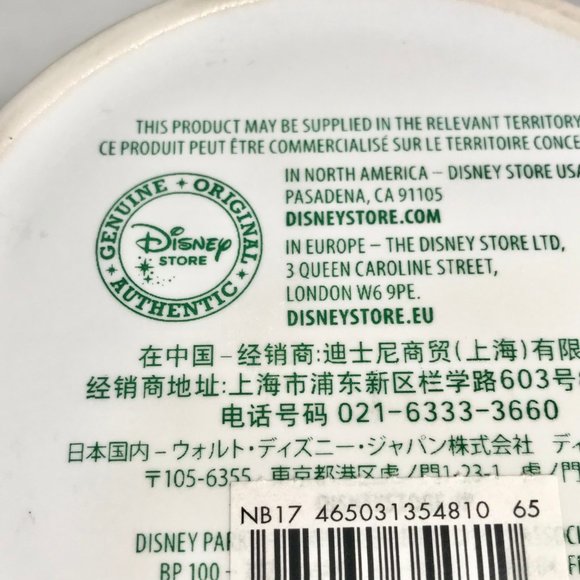 THIS PRODUCT MAY BE SUPPLIED IN THE RELEVANT TERRITORY
CE PRODUIT PEUT ÊTRE COMMERCIALISÉ SUR LE TERRITOIRE
GENUINE ORIGINAL AUTHENTIC
Disney
STORE
IN NORTH AMERICA – DISNEY STORE USA
PASADENA, CA 91105
DISNEYSTORE.COM
IN EUROPE – THE DISNEY STORE LTD,
3 QUEEN CAROLINE STREET,
LONDON W6 9PE.
DISNEYSTORE.EU
在中国 – 经销商:迪士尼商贸(上海)有限
经销商地址:上海市浦东新区栏学路603号
电话号码 021-6333-3660
日本国内 – ウォルト・ディズニー・ジャパン株式会社 ディ
〒105-6355 東京都港区虎ノ門1-23-1 虎ノ門
NB17 465031354810 65
DISNEY
BP 100 -